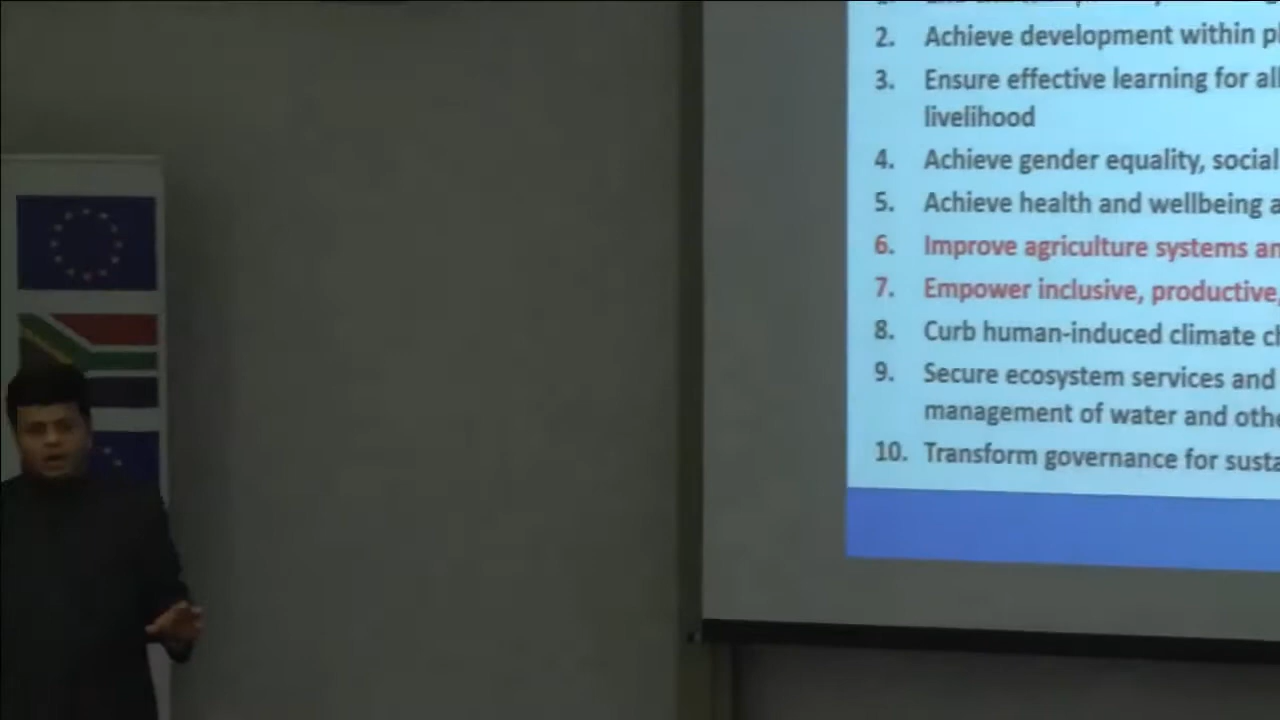 2. Achieve development within pl
3. Ensure effective learning for all
livelihood
4. Achieve gender equality, social
5. Achieve health and wellbeing a
6. Improve agriculture systems an
7. Empower inclusive, productive,
8. Curb human-induced climate ch
9. Secure ecosystem services and
management of water and othe
10. Transform governance for susta